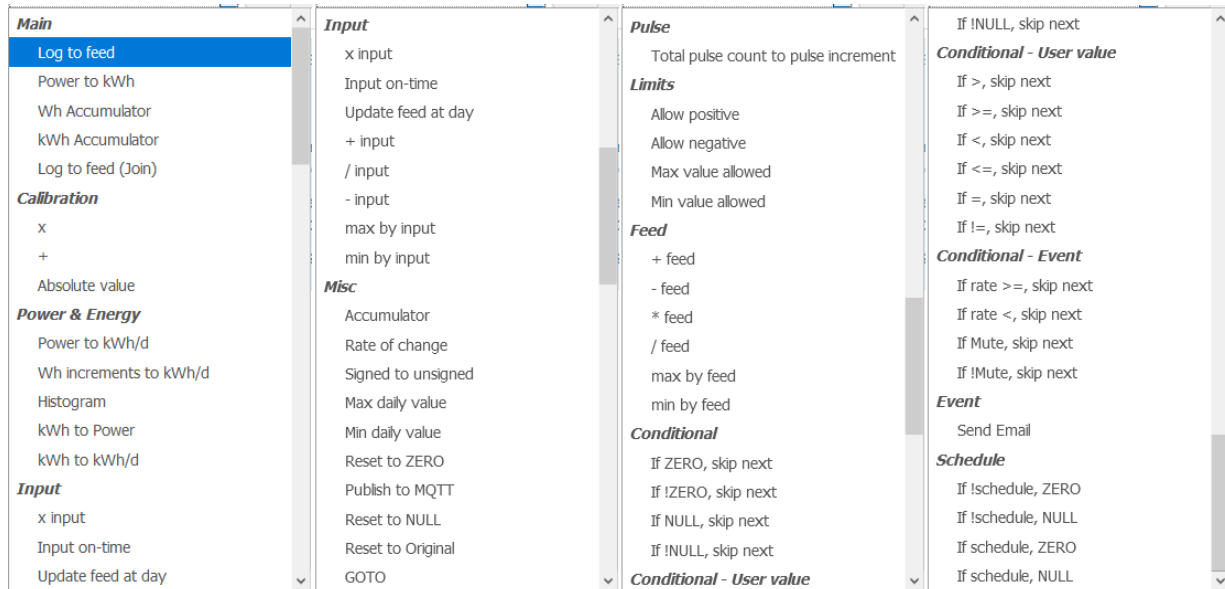 Main
Log to feed
Power to kWh
Wh Accumulator
kWh Accumulator
Log to feed (Join)
Calibration
x
+
Absolute value
Power & Energy
Power to kWh/d
Wh increments to kWh/d
Histogram
kWh to Power
kWh to kWh/d
Input
x input
Input on-time
Update feed at day
Input
x input
Input on-time
Update feed at day
+ input
/ input
- input
max by input
min by input
Misc
Accumulator
Rate of change
Signed to unsigned
Max daily value
Min daily value
Reset to ZERO
Publish to MQTT
Reset to NULL
Reset to Original
GOTO
Pulse
Total pulse count to pulse increment
Limits
Allow positive
Allow negative
Max value allowed
Min value allowed
Feed
+ feed
- feed
* feed
/ feed
max by feed
min by feed
Conditional
If ZERO, skip next
If !ZERO, skip next
If NULL, skip next
If !NULL, skip next
Conditional - User value
If !NULL, skip next
Conditional - User value
If >, skip next
If >=, skip next
If <, skip next
If <=, skip next
If =, skip next
If !=, skip next
Conditional - Event
If rate >=, skip next
If rate <, skip next
If Mute, skip next
If !Mute, skip next
Event
Send Email
Schedule
If !schedule, ZERO
If !schedule, NULL
If schedule, ZERO
If schedule, NULL